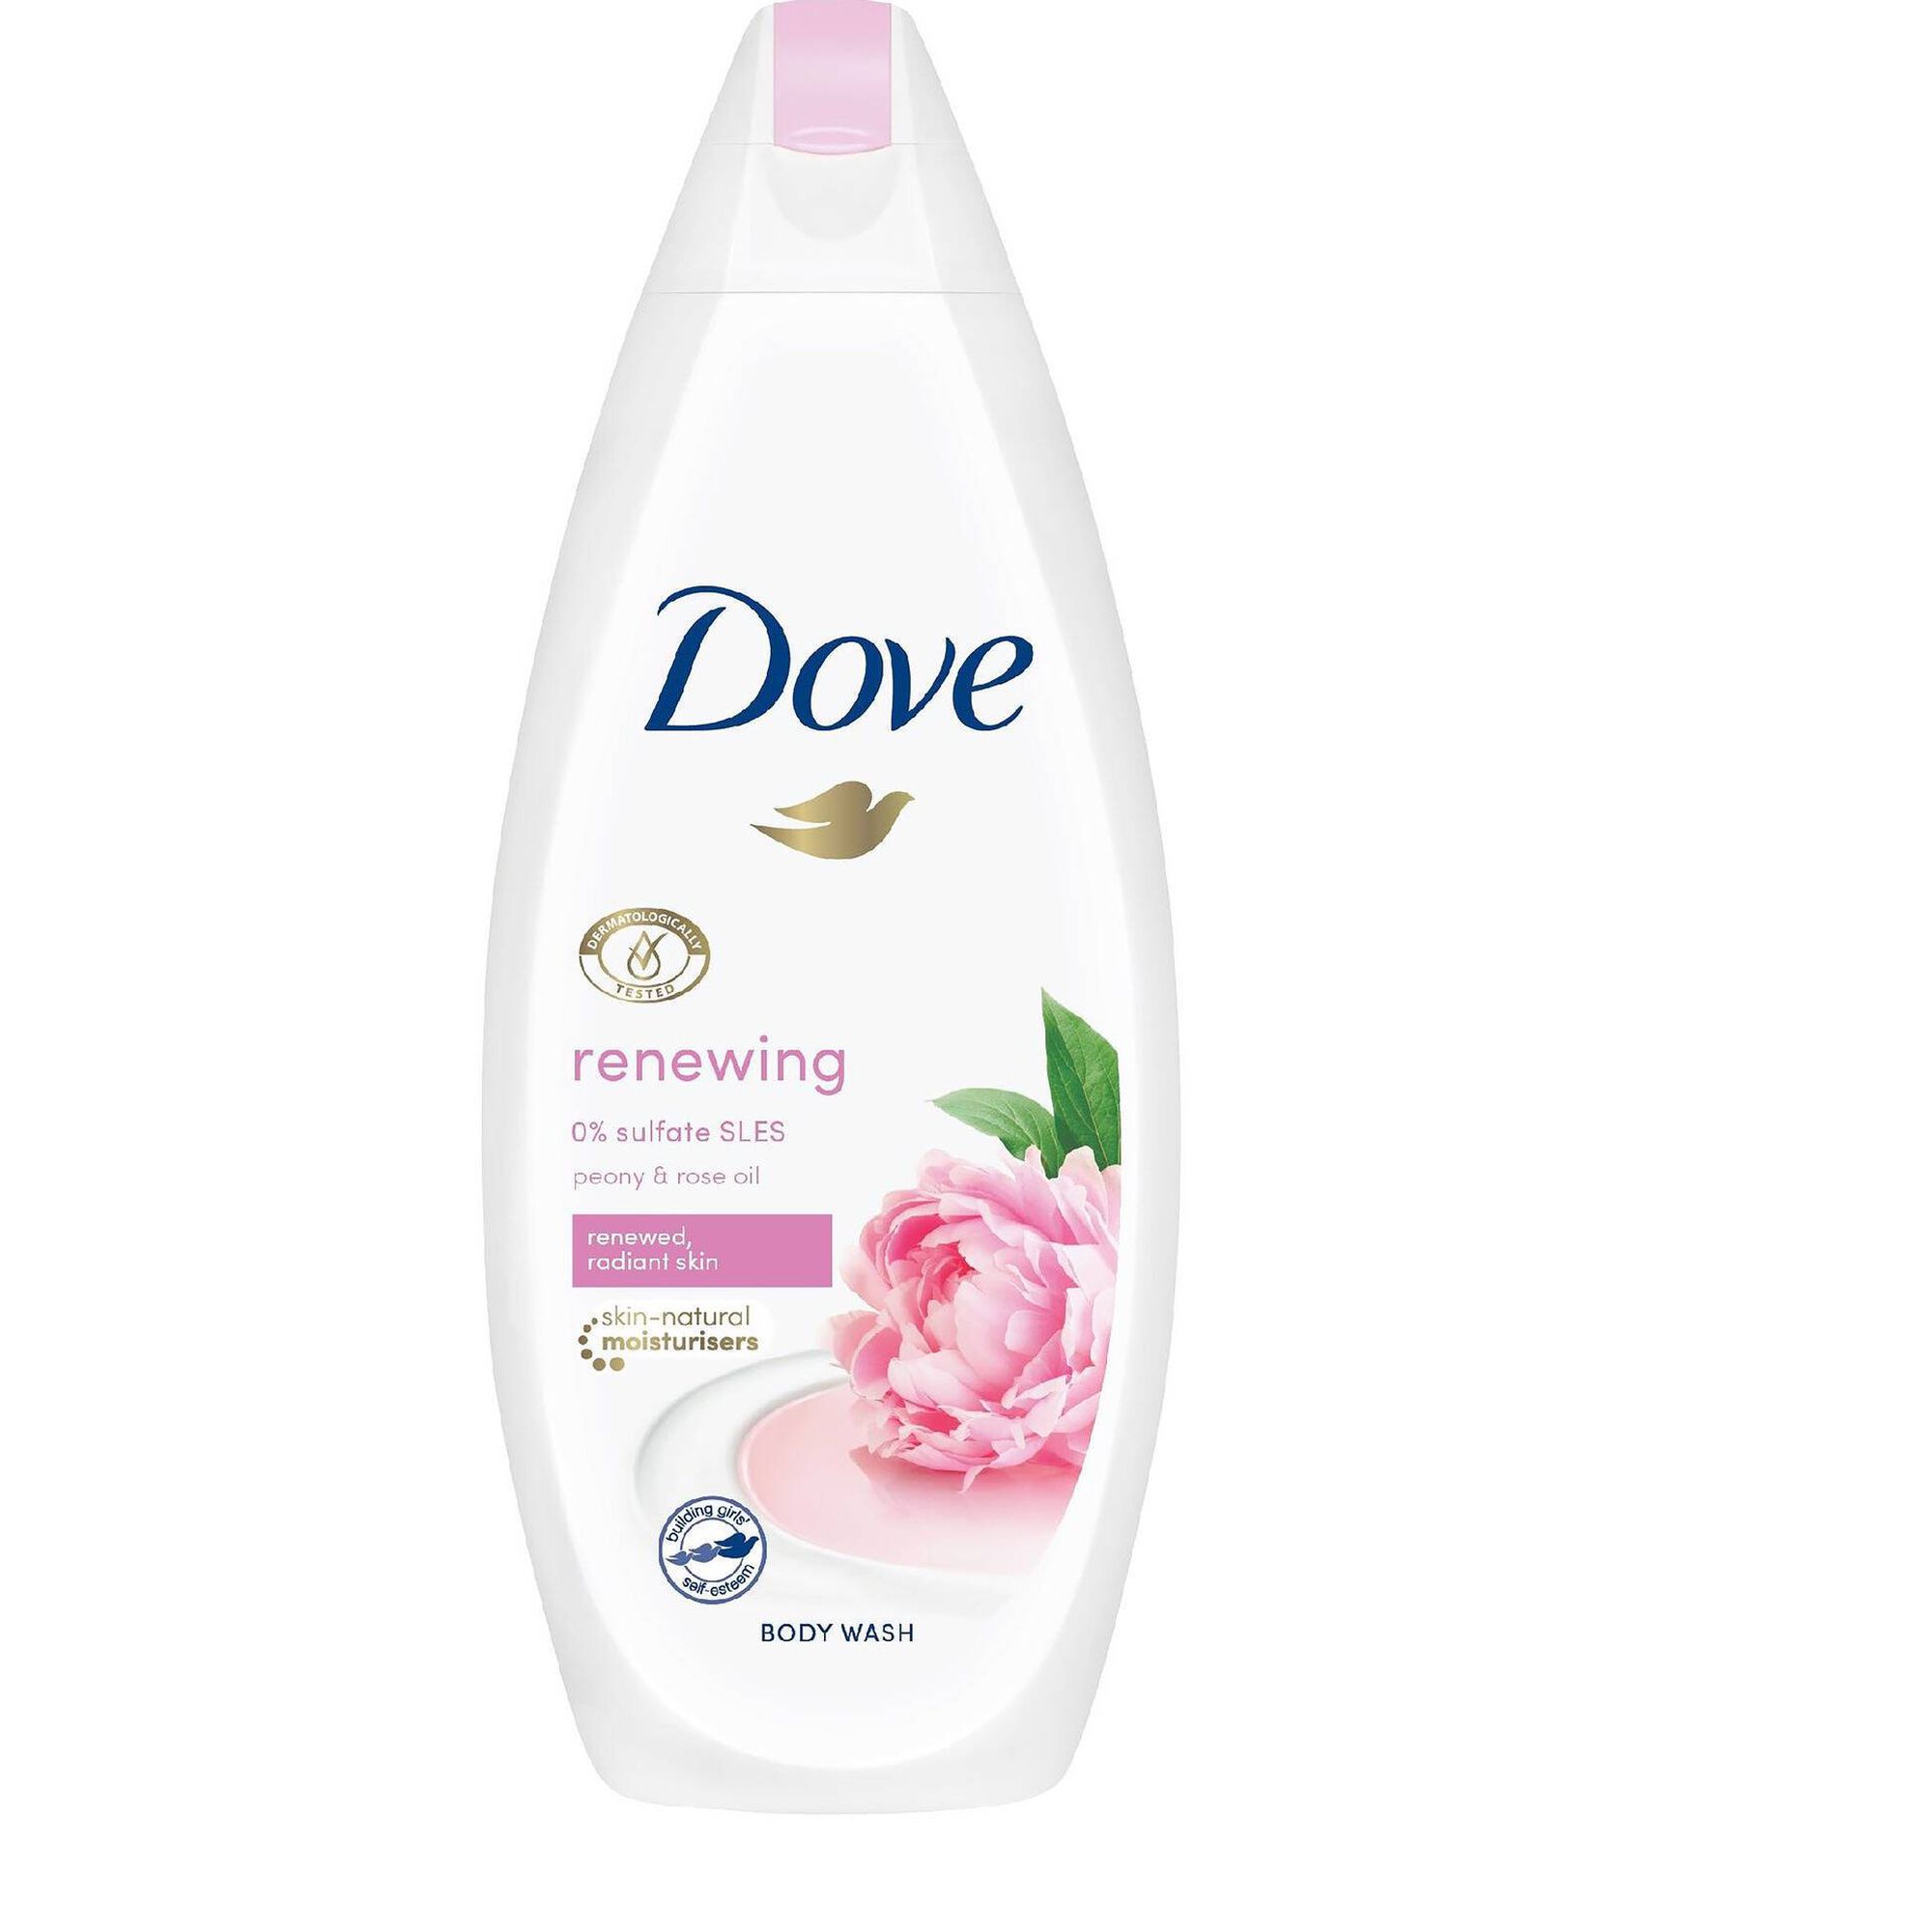 Dove
DERMATOLOGICALLY
TESTED
renewing
0% sulfate SLES
peony & rose oil
renewed,
radiant skin
skin-natural
moisturisers
building girls'
self-esteem
BODY WASH